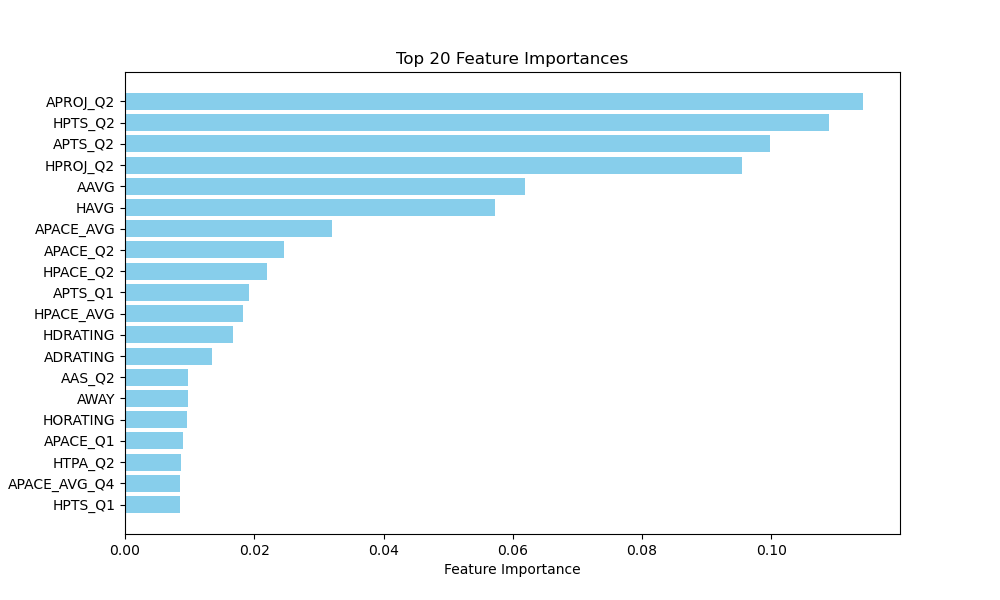 Top 20 Feature Importances
APROJ_Q2
HPTS_Q2
APTS_Q2
HPROJ_Q2
AAVG
HAVG
APACE_AVG
APACE_Q2
HPACE_Q2
APTS_Q1
HPACE_AVG
HDRATING
ADRATING
AAS_Q2
AWAY
HORATING
APACE_Q1
HTPA_Q2
APACE_AVG_Q4
HPTS_Q1
0.00 0.02 0.04 0.06 0.08 0.10
Feature Importance